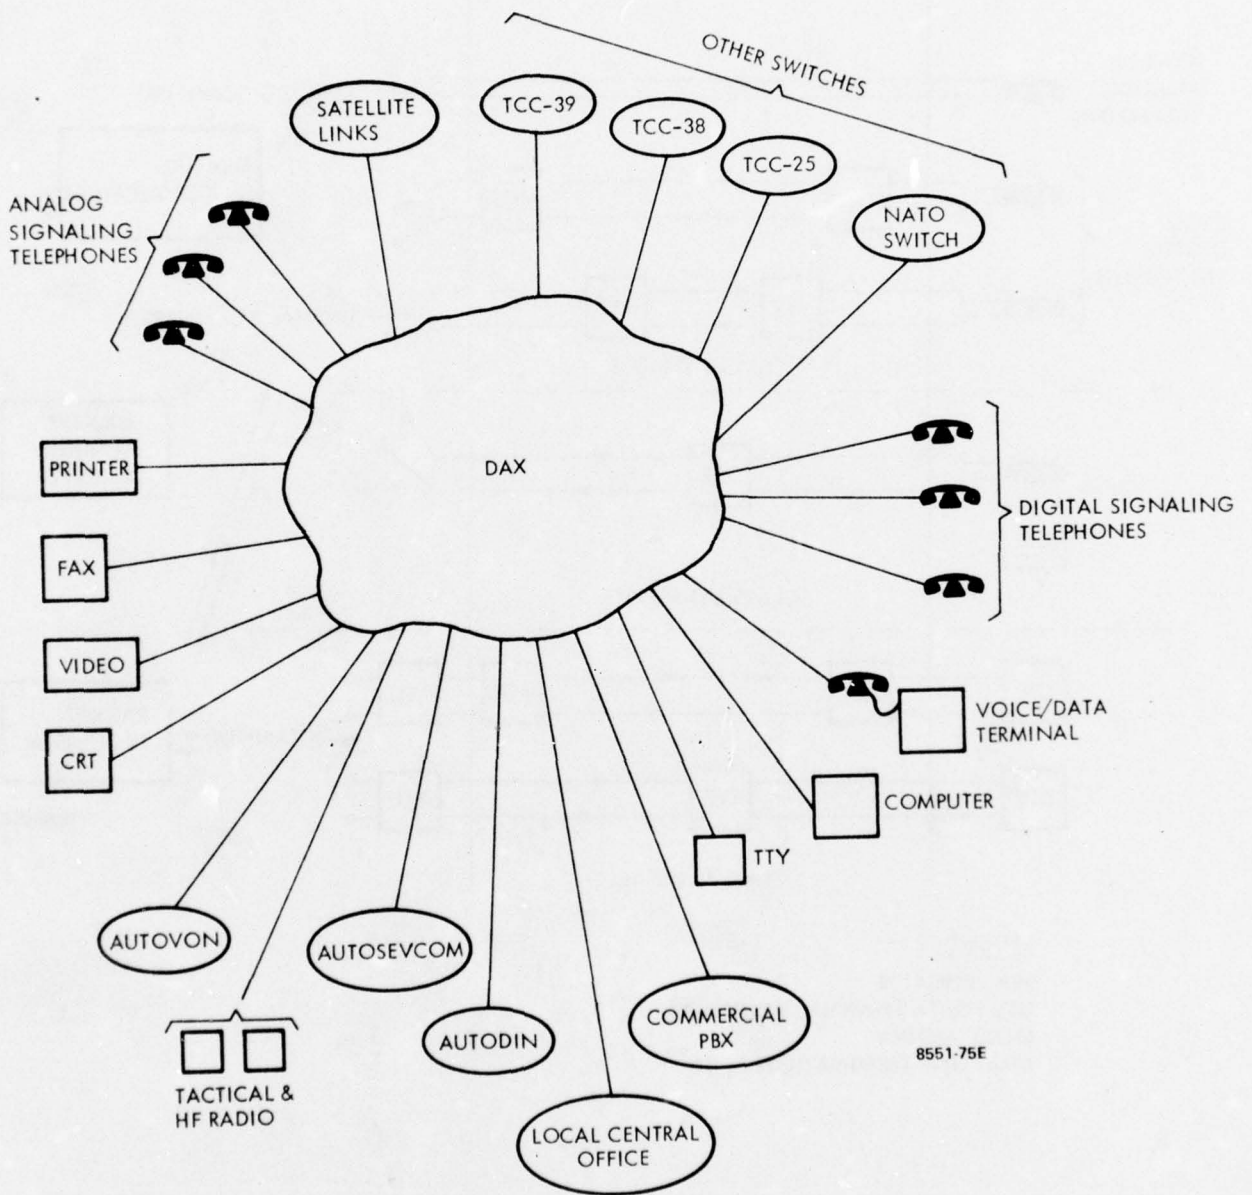 OTHER SWITCHES
SATELLITE
LINKS
TCC-39
TCC-38
TCC-25
NATO
SWITCH
ANALOG
SIGNALING
TELEPHONES
PRINTER
DAX
DIGITAL SIGNALING
TELEPHONES
FAX
VIDEO
CRT
VOICE/DATA
TERMINAL
COMPUTER
TTY
AUTOVON
AUTOSEVCOM
AUTODIN
COMMERCIAL
PBX
8551-75E
TACTICAL &
HF RADIO
LOCAL CENTRAL
OFFICE